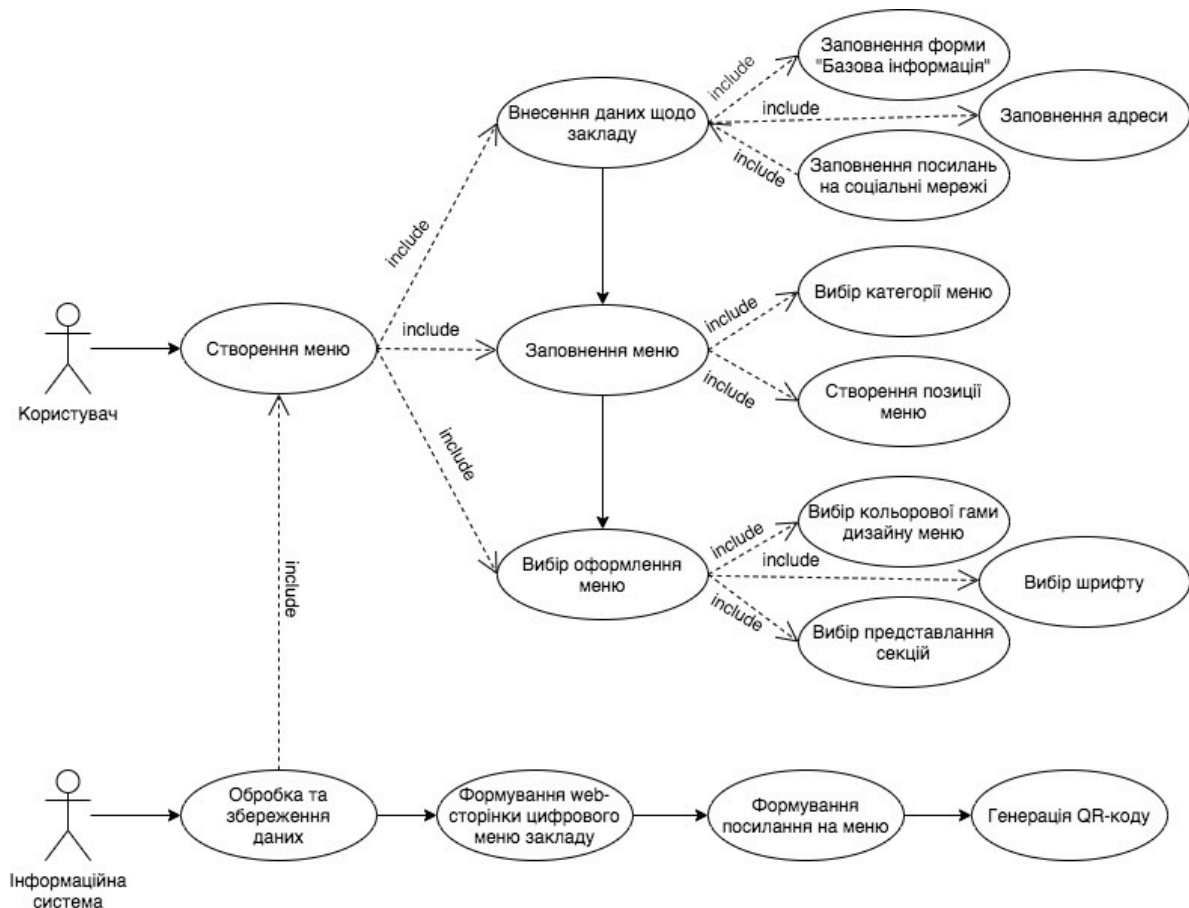 Заповнення форми
"Базова інформація"
include
Внесення даних щодо
закладу
include
Заповнення адреси
include
Заповнення посилань
на соціальні мережі
include
Вибір категорії меню
include
Користувач
Створення меню
include
Заповнення меню
include
Створення позиції
меню
include
Вибір кольорової гами
дизайну меню
include
Вибір оформлення
меню
include
Вибір шрифту
include
Вибір представлання
секцій
include
Інформаційна
система
Обробка та
збереження
даних
Формування web-
сторінки цифрового
меню закладу
Формування
посилання на меню
Генерація QR-коду